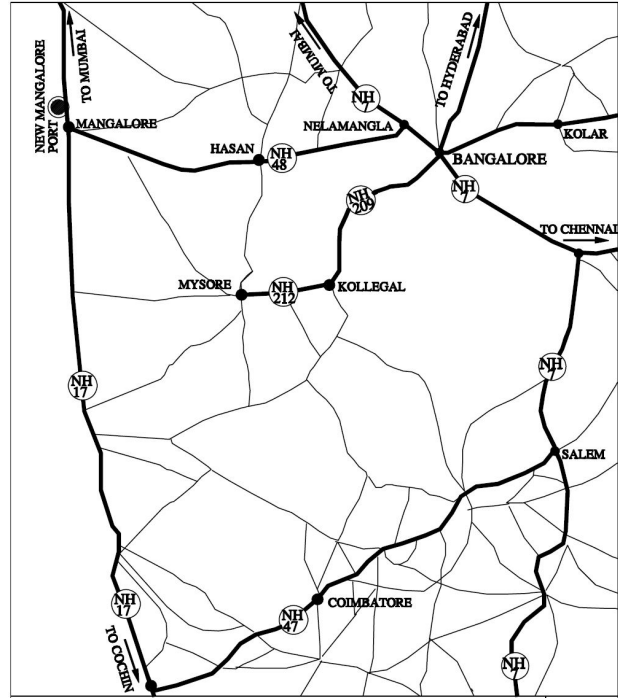 TO MUMBAI
NEW MANGALORE
PORT
MANGALORE
TO MUMBAI
NH
7
TO HYDERABAD
NELAMANGLA
KOLAR
HASAN
NH
48
BANGALORE
NH
7
NH
209
TO CHENNAI
MYSORE
NH
212
KOLLEGAL
NH
7
NH
17
SALEM
NH
17
COIMBATORE
NH
47
TO COCHIN
NH
7